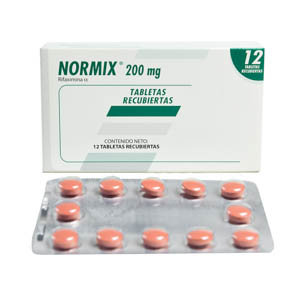 NORMIX® 200 mg
Rifaximina α
TABLETAS
RECUBIERTAS
CONTENIDO NETO:
12 TABLETAS RECUBIERTAS
12
TABLETAS
RECUBIERTAS